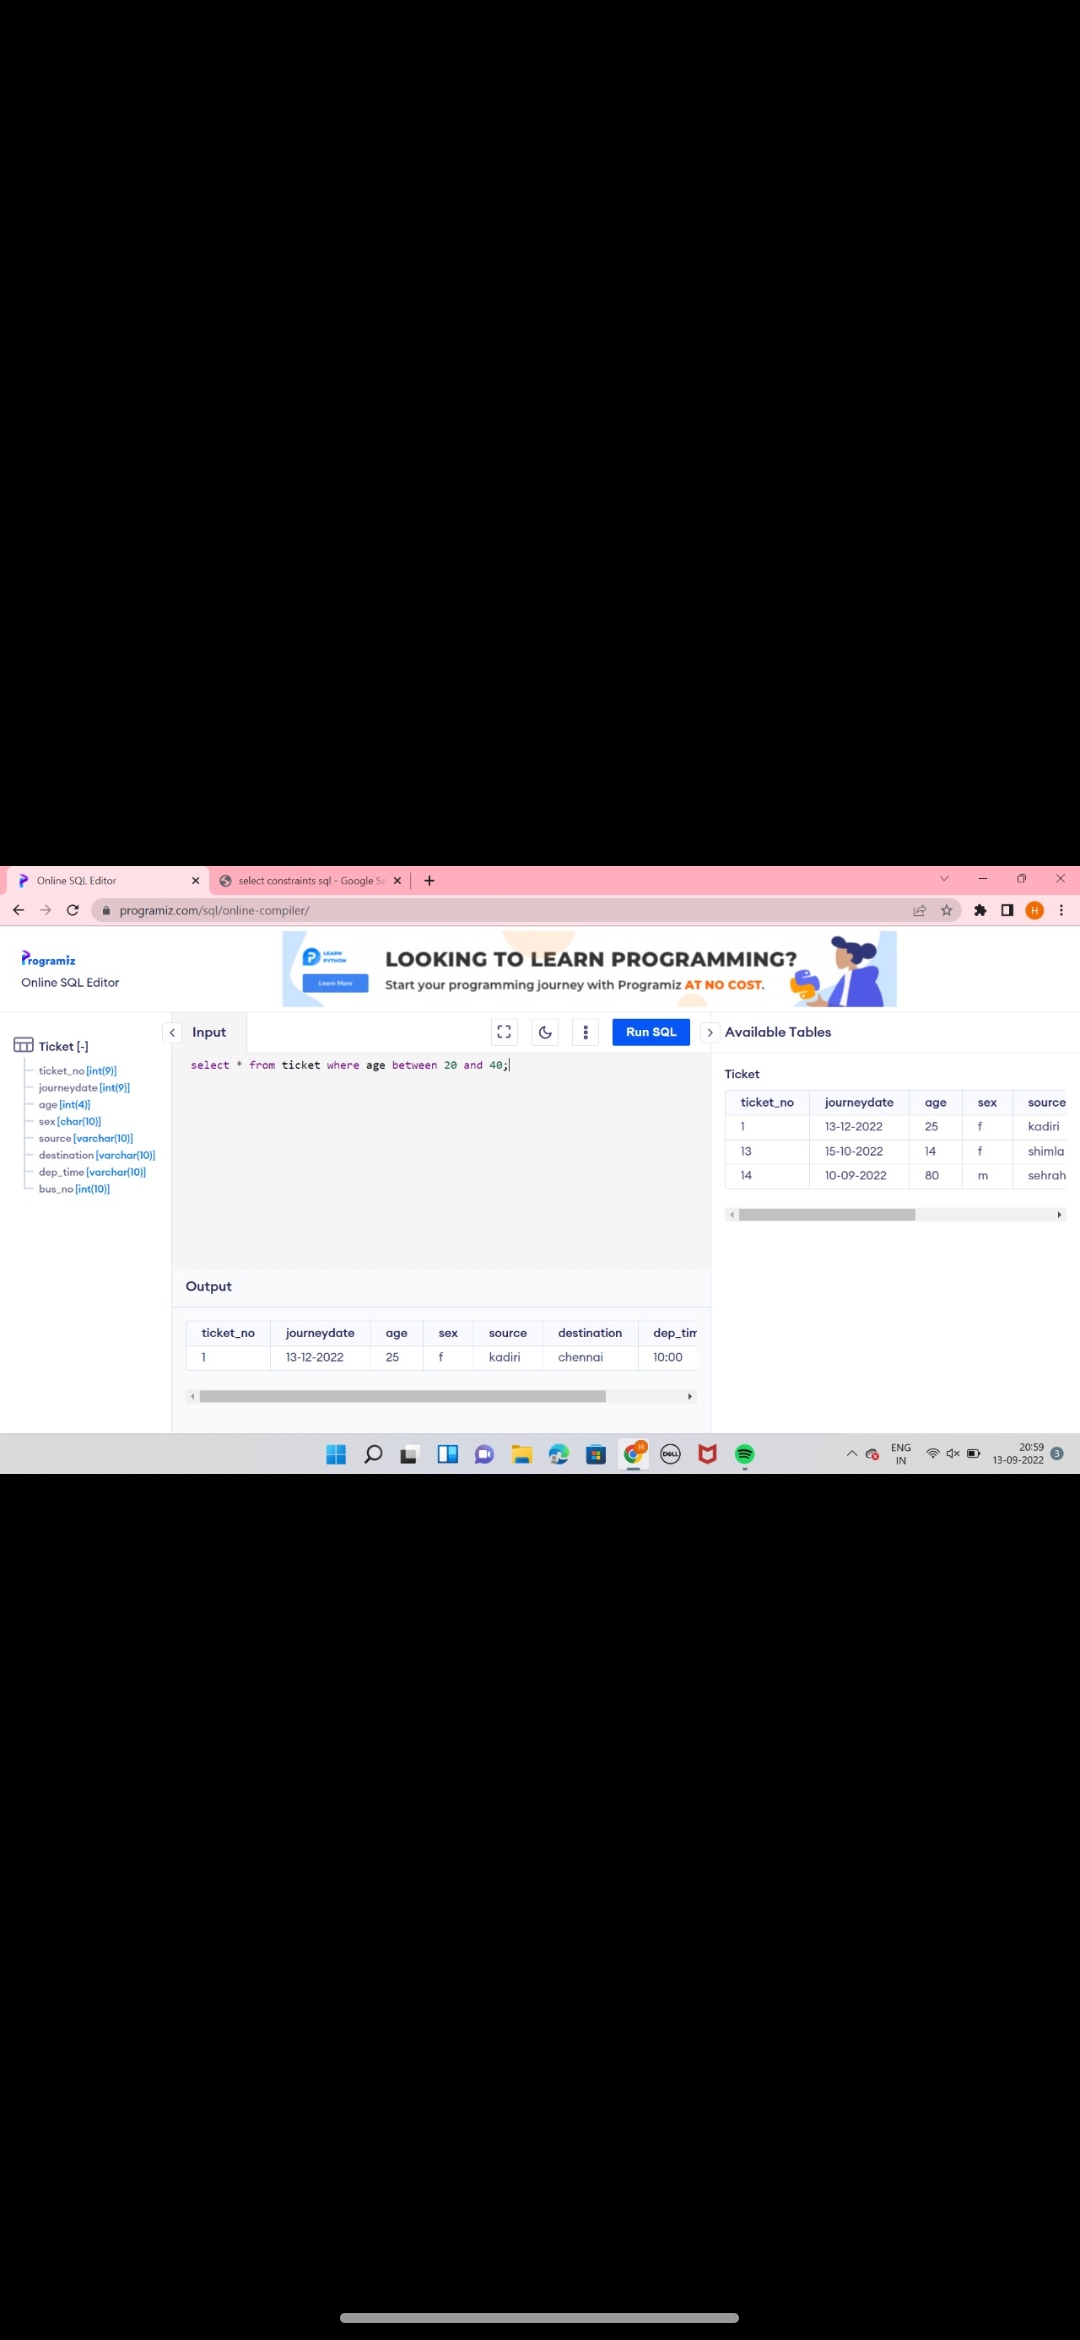 Online SQL Editor
select constraints sql - Google Se
programiz.com/sql/online-compiler/
H
Programiz
Online SQL Editor
LEARN PYTHON
Learn More
LOOKING TO LEARN PROGRAMMING?
Start your programming journey with Programiz AT NO COST.
Ticket [-]
ticket_no [int(9)]
journeydate [int(9)]
age [int(4)]
sex [char(10)]
source [varchar(10)]
destination [varchar(10)]
dep_time [varchar(10)]
bus_no [int(10)]
Input
Run SQL
select * from ticket where age between 20 and 40;
Output
ticket_no journeydate age sex source destination dep_tim
1 13-12-2022 25 f kadiri chennai 10:00
Available Tables
Ticket
ticket_no journeydate age sex source
1 13-12-2022 25 f kadiri
13 15-10-2022 14 f shimla
14 10-09-2022 80 m sehrah
H
DELL
ENG
IN
20:59
13-09-2022
3